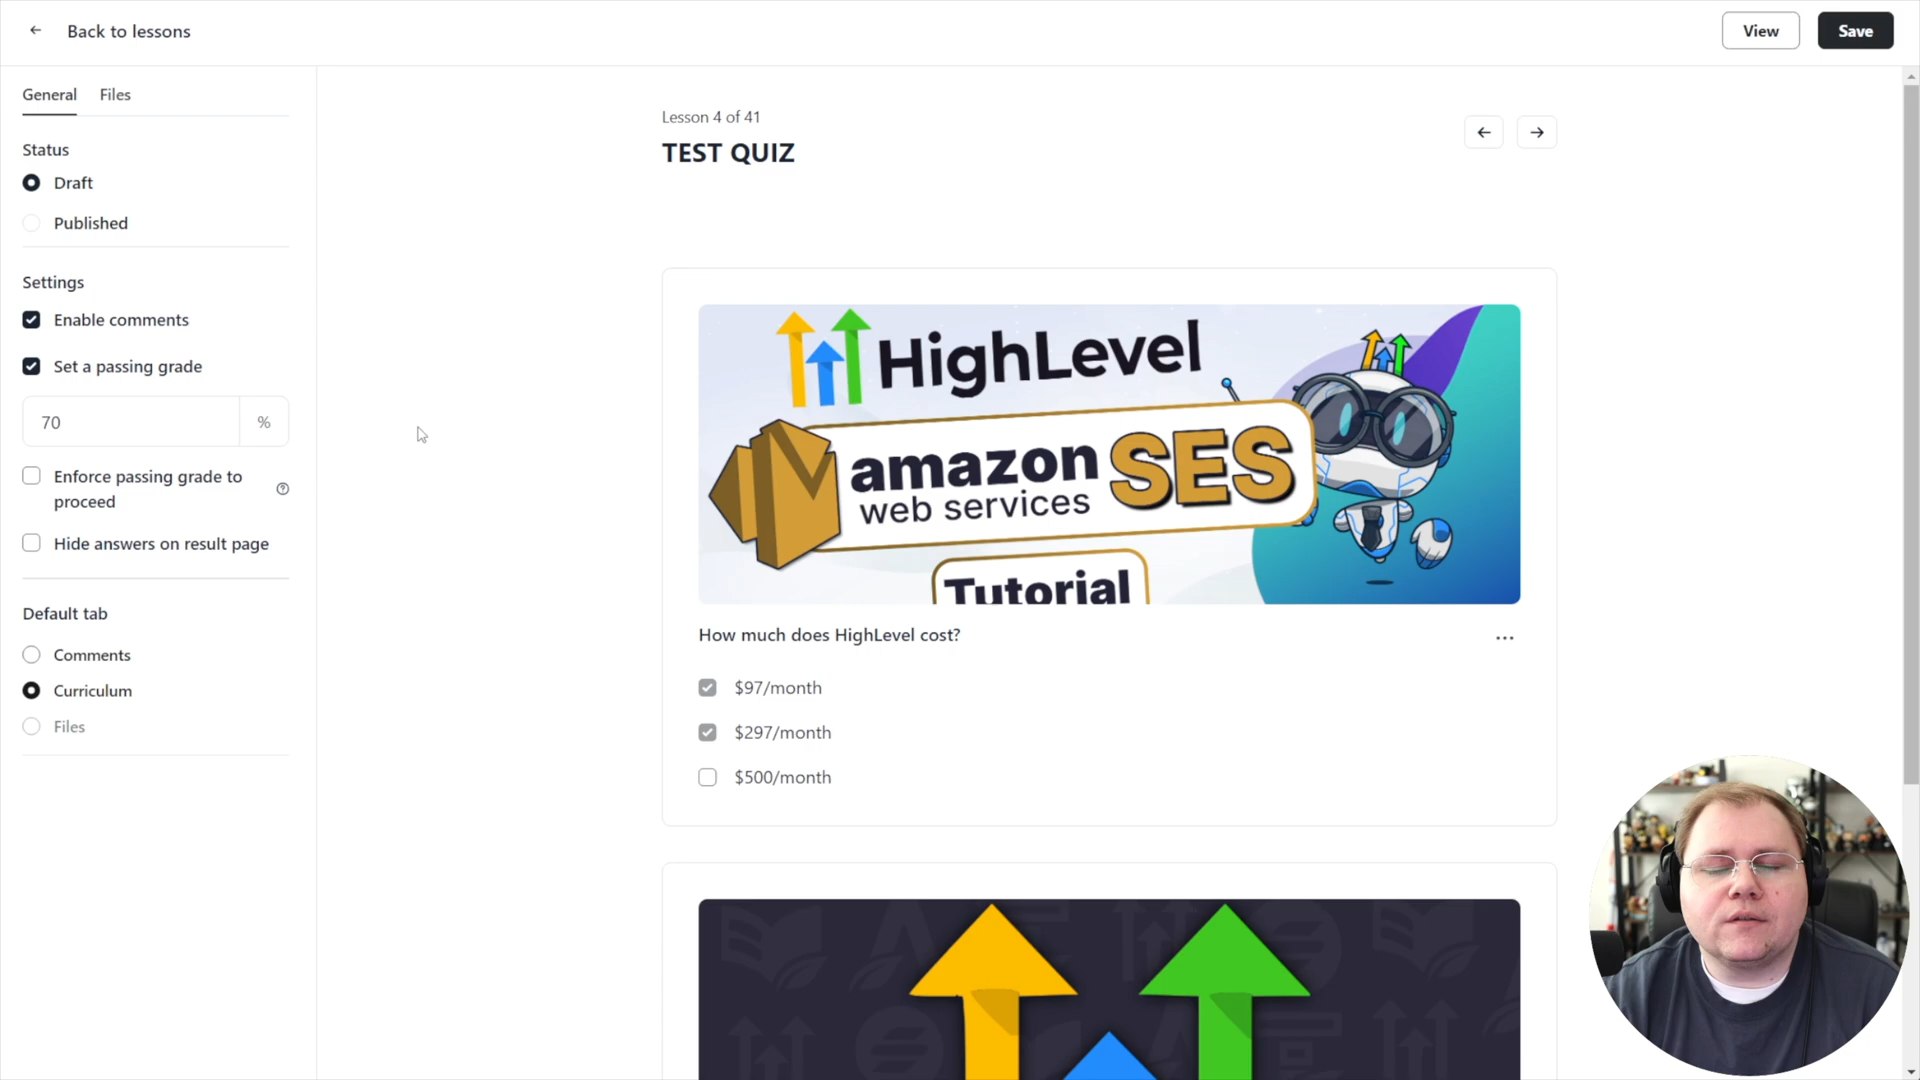 Back to lessons
View
Save
General
Files
Status
Draft
Published
Settings
Enable comments
Set a passing grade
70
%
Enforce passing grade to
proceed
Hide answers on result page
Default tab
Comments
Curriculum
Files
Lesson 4 of 41
TEST QUIZ
HighLevel
amazon
web services
SES
Tutorial
How much does HighLevel cost?
$97/month
$297/month
$500/month